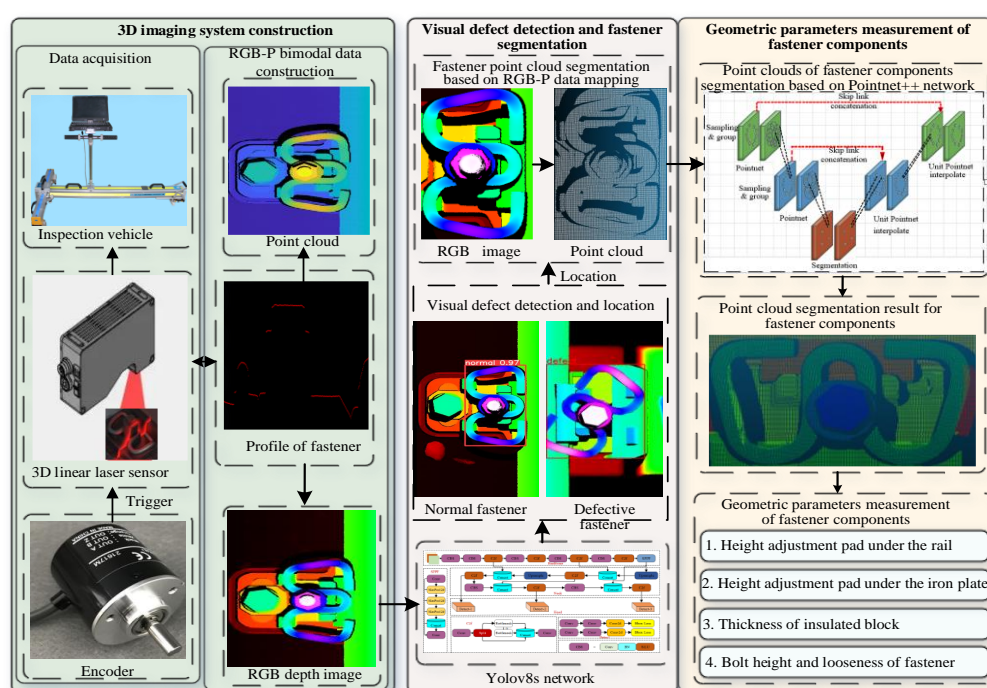 3D imaging system construction
Data acquisition
Inspection vehicle
3D linear laser sensor
Trigger
Encoder
RGB-P bimodal data
construction
Point cloud
Profile of fastener
RGB depth image
Visual defect detection and fastener
segmentation
Fastener point cloud segmentation
based on RGB-P data mapping
RGB image
Point cloud
Location
Visual defect detection and location
normal 0.97
defe
Normal fastener
Defective
fastener
Yolov8s network
Geometric parameters measurement of
fastener components
Point clouds of fastener components
segmentation based on Pointnet++ network
Skip link
concatenation
Sampling
& group
Pointnet
Skip link
concatenation
Unit Pointnet
interpolate
Sampling
& group
Pointnet
Unit Pointnet
interpolate
Segmentation
Point cloud segmentation result for
fastener components
Geometric parameters measurement
of fastener components
1. Height adjustment pad under the rail
2. Height adjustment pad under the iron plate
3. Thickness of insulated block
4. Bolt height and looseness of fastener